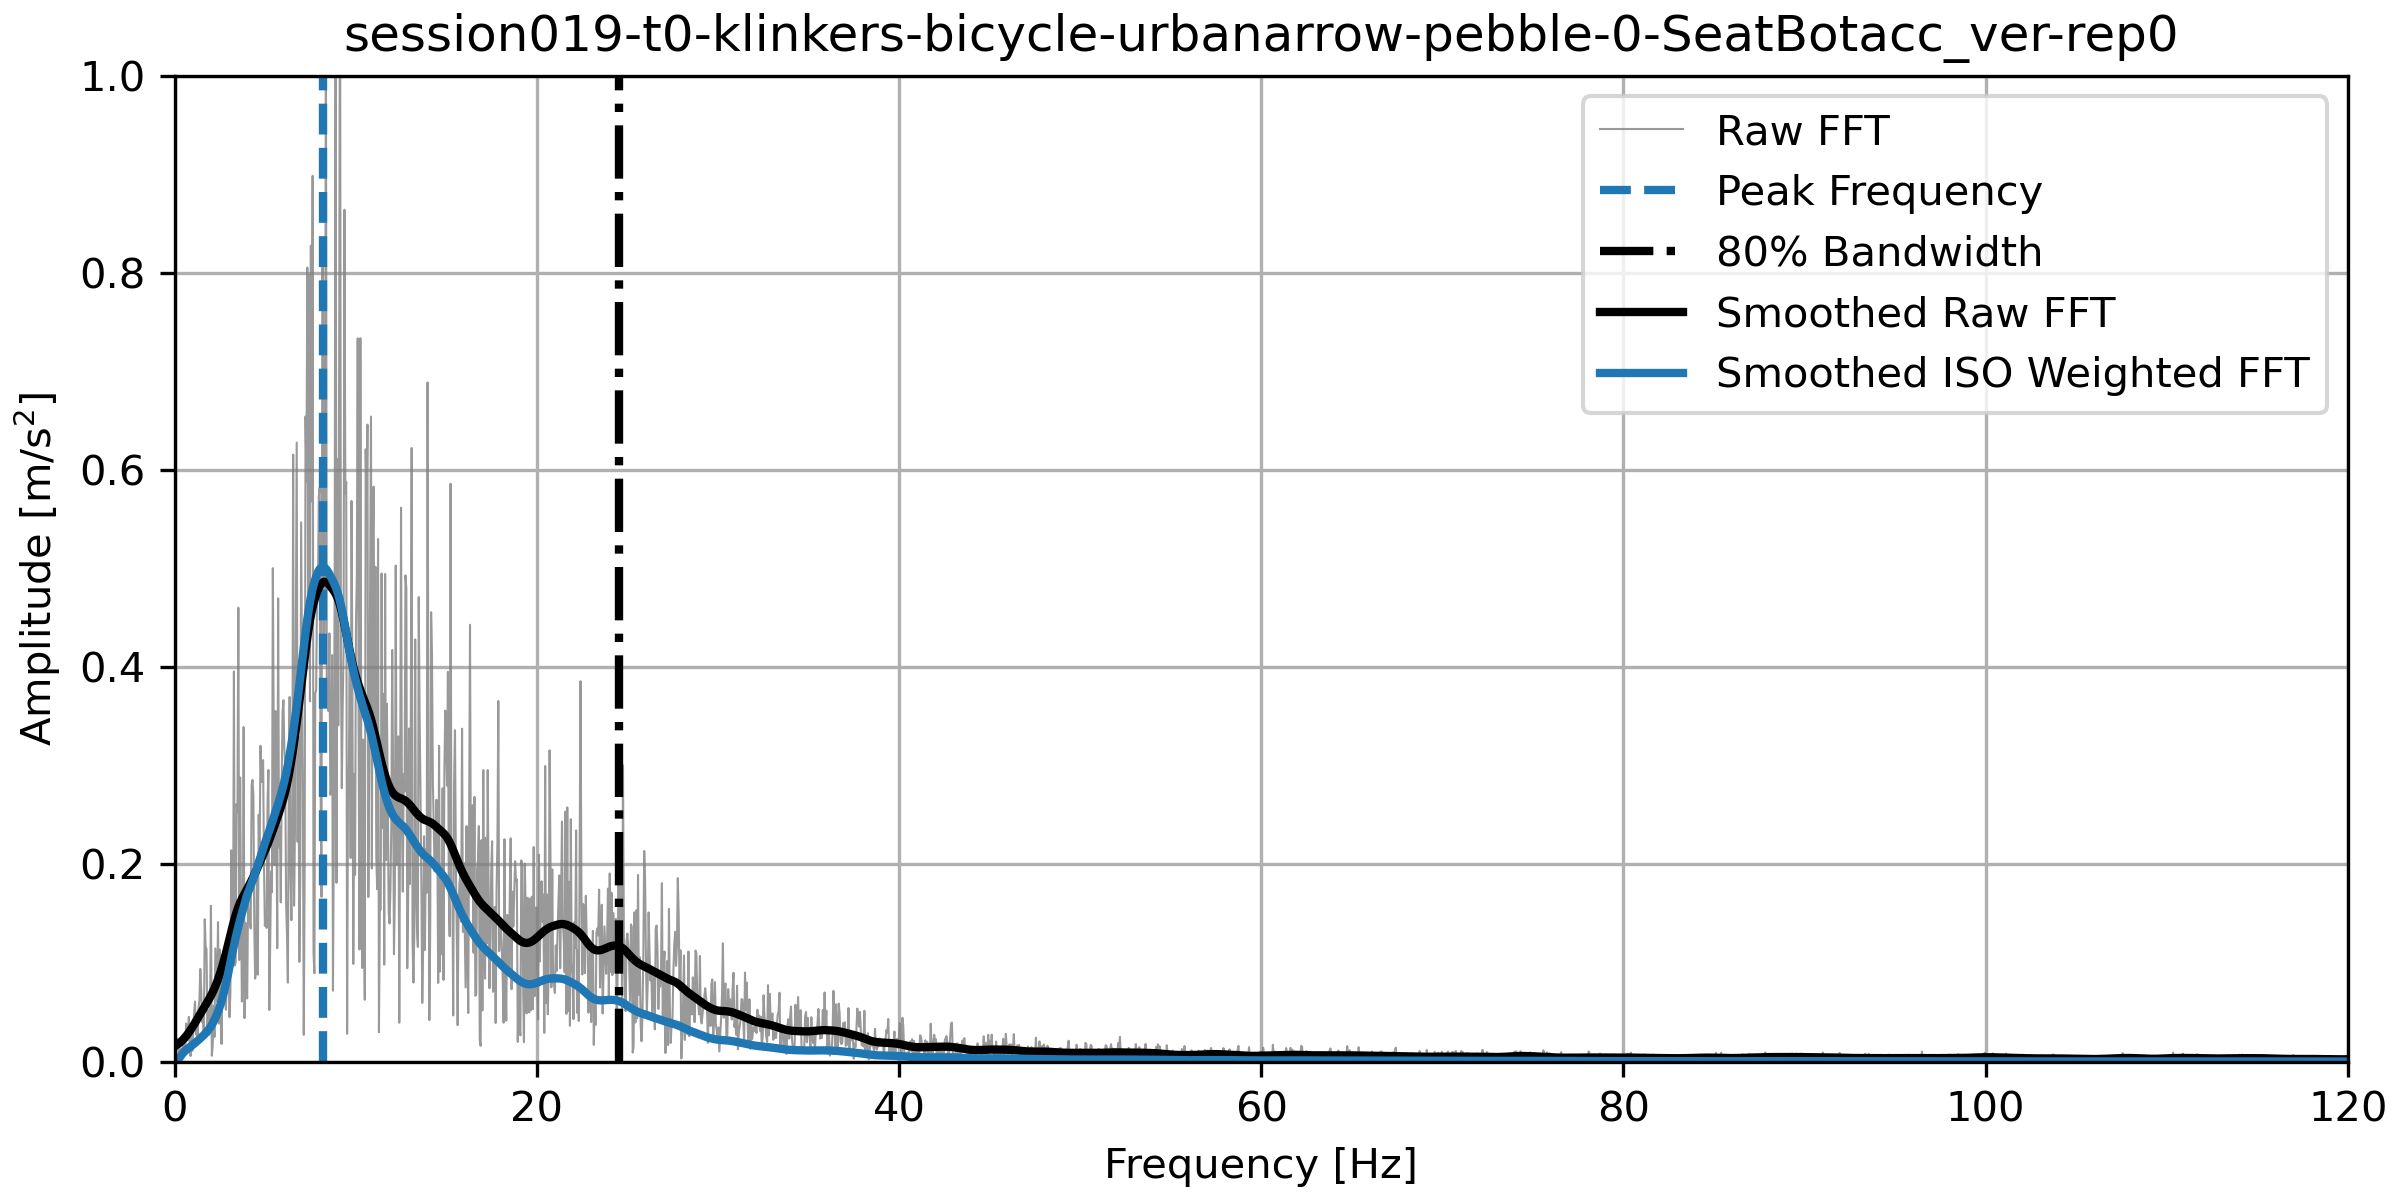 session019-t0-klinkers-bicycle-urbanarrow-pebble-0-SeatBotacc_ver-rep0
1.0
0.8
0.6
0.4
0.2
0.0
Amplitude [m/s²]
Raw FFT
Peak Frequency
80% Bandwidth
Smoothed Raw FFT
Smoothed ISO Weighted FFT
0 20 40 60 80 100 120
Frequency [Hz]